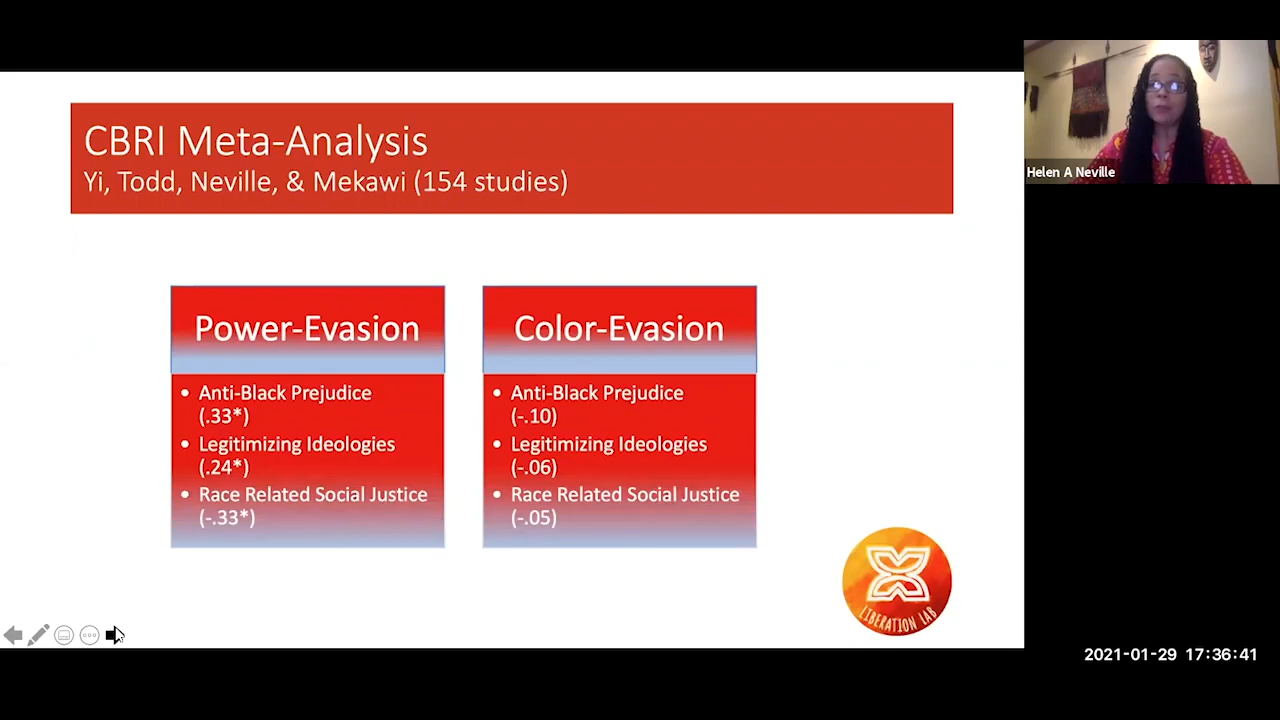 CBRI Meta-Analysis
Yi, Todd, Neville, & Mekawi (154 studies)
Helen A Neville
Power-Evasion
• Anti-Black Prejudice
(.33*)
• Legitimizing Ideologies
(.24*)
• Race Related Social Justice
(-.33*)
Color-Evasion
• Anti-Black Prejudice
(-.10)
• Legitimizing Ideologies
(-.06)
• Race Related Social Justice
(-.05)
LIBERATION LAB
2021-01-29 17:36:41